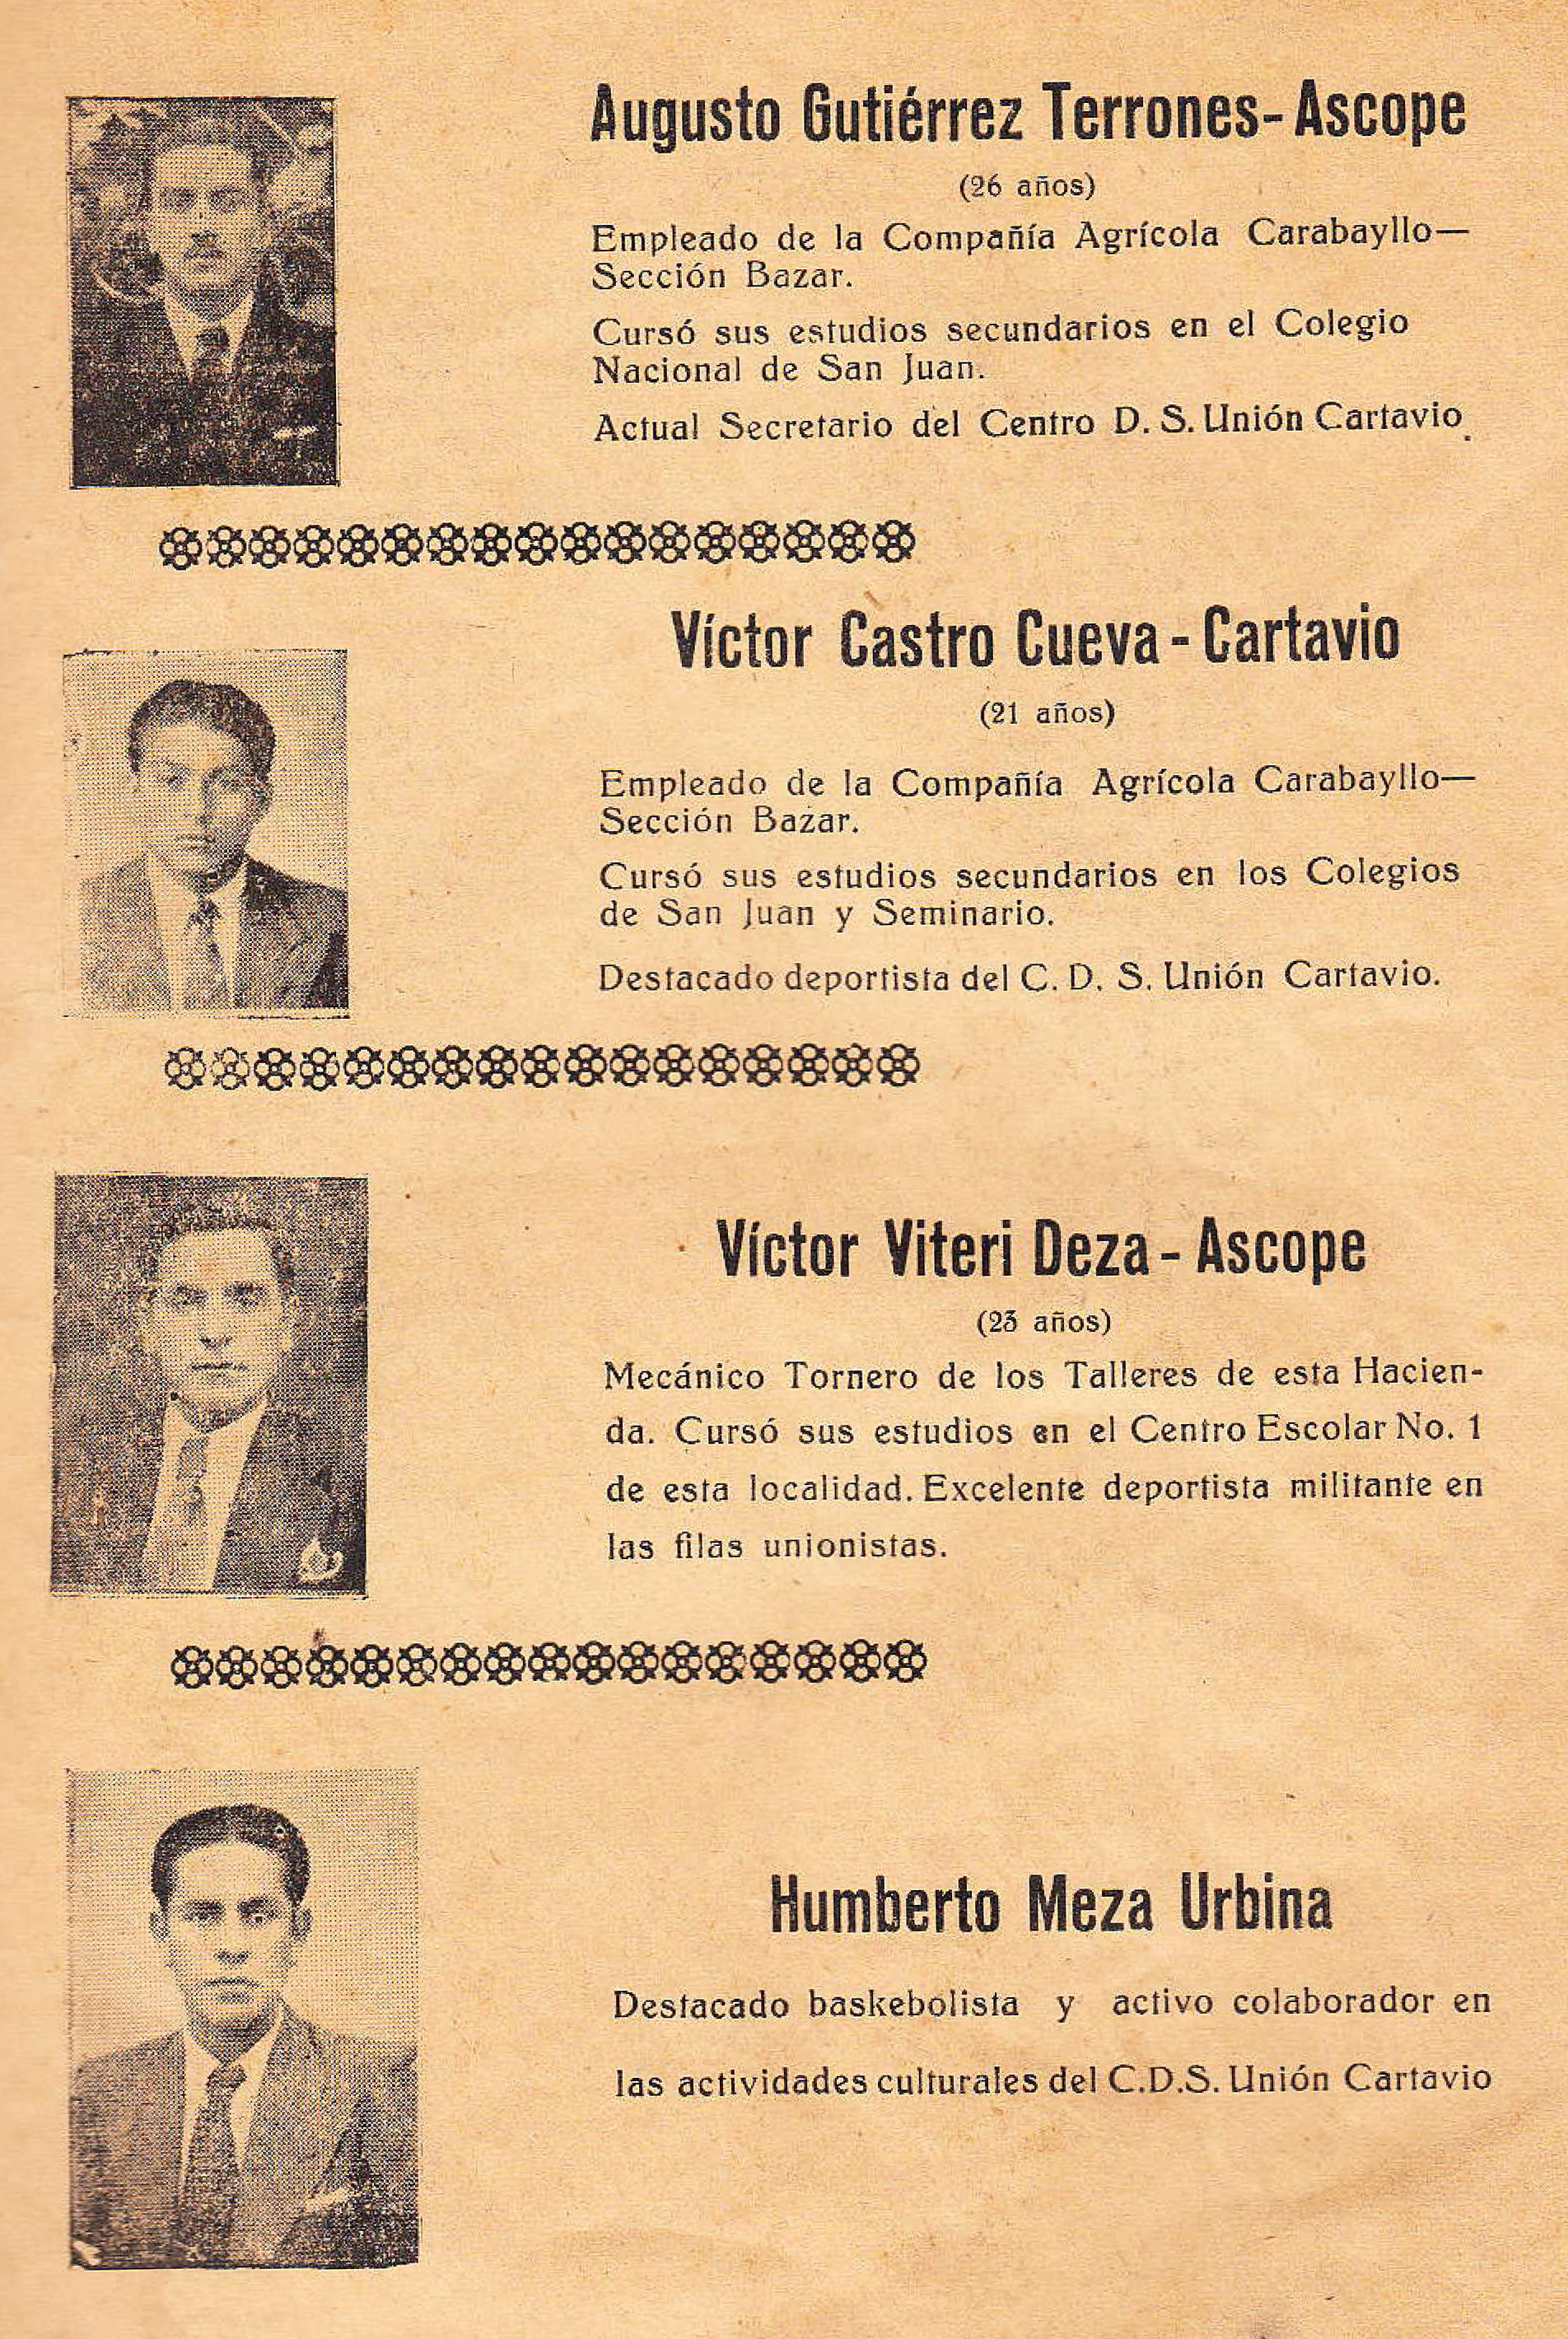 Augusto Gutiérrez Terrones- Ascope
(26 años)
Empleado de la Compañía Agrícola Carabayllo—
Sección Bazar.
Cursó sus estudios secundarios en el Colegio
Nacional de San Juan.
Actual Secretario del Centro D. S. Unión Cartavio.
Víctor Castro Cueva - Cartavio
(21 años)
Empleado de la Compañía Agrícola Carabayllo—
Sección Bazar.
Cursó sus estudios secundarios en los Colegios
de San Juan y Seminario.
Destacado deportista del C. D. S. Unión Cartavio.
Víctor Viteri Deza - Ascope
(23 años)
Mecánico Tornero de los Talleres de esta Hacien-
da. Cursó sus estudios en el Centro Escolar No. 1
de esta localidad. Excelente deportista militante en
las filas unionistas.
Humberto Meza Urbina
Destacado baskebolista y activo colaborador en
las actividades culturales del C.D.S. Unión Cartavio